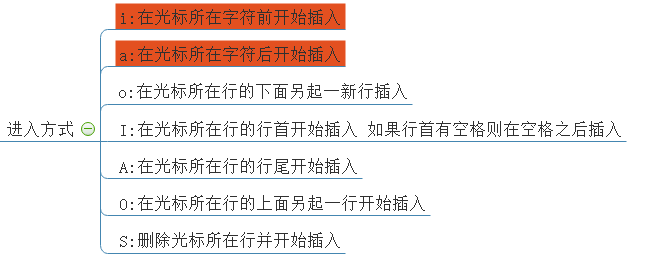 i:在光标所在字符前开始插入
a:在光标所在字符后开始插入
o:在光标所在行的下面另起一新行插入
进入方式
I:在光标所在行的行首开始插入 如果行首有空格则在空格之后插入
A:在光标所在行的行尾开始插入
O:在光标所在行的上面另起一行开始插入
S:删除光标所在行并开始插入